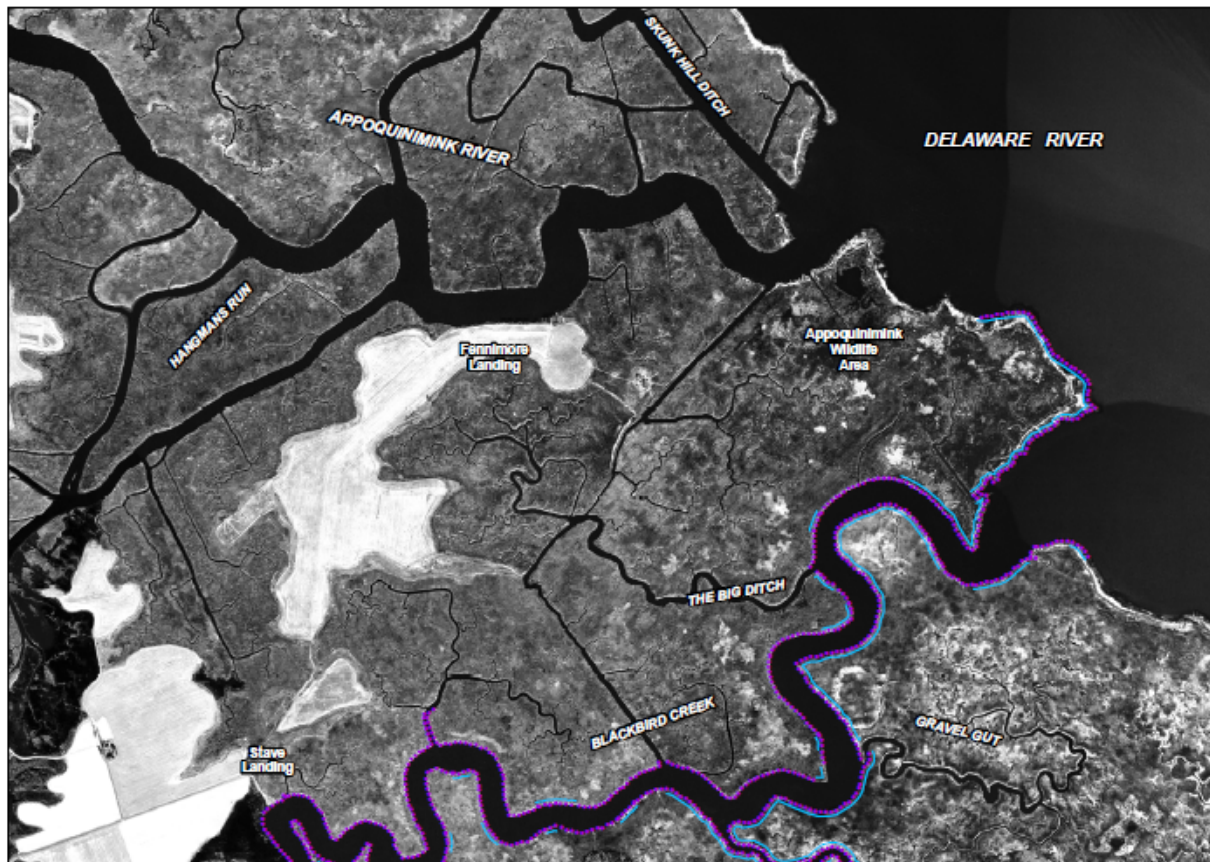 SKUNK HILL DITCH
APPOQUINIMINK RIVER
DELAWARE RIVER
HANGMANS RUN
Fennimore
Landing
Appoquinimink
Wildlife
Area
THE BIG DITCH
BLACKBIRD CREEK
GRAVEL GUT
Stave
Landing